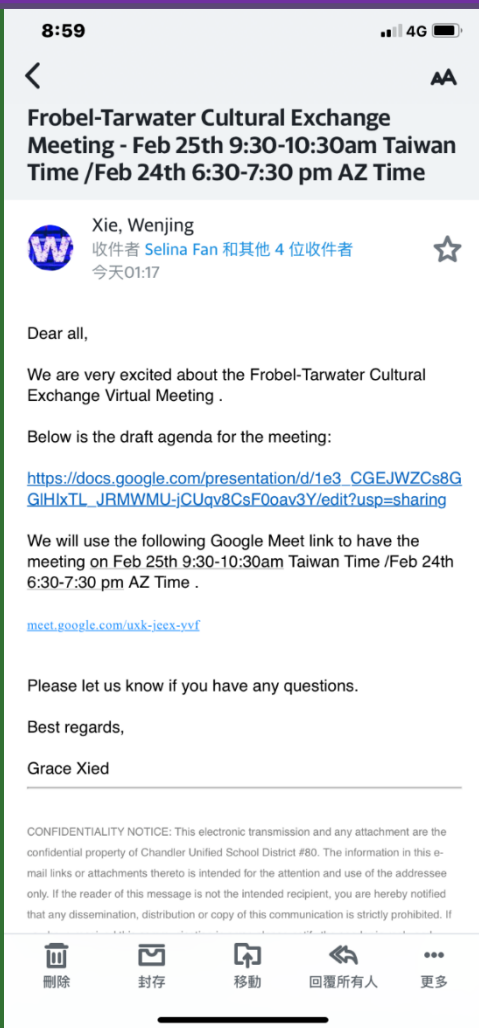 8:59
4G
AA
Frobel-Tarwater Cultural Exchange
Meeting - Feb 25th 9:30-10:30am Taiwan
Time /Feb 24th 6:30-7:30 pm AZ Time
W
Xie, Wenjing
收件者 Selina Fan 和其他 4 位收件者
今天01:17
Dear all,
We are very excited about the Frobel-Tarwater Cultural
Exchange Virtual Meeting .
Below is the draft agenda for the meeting:
https://docs.google.com/presentation/d/1e3_CGEJWZCs8G
GlHIxTL_JRMWMU-jCUqv8CsF0oav3Y/edit?usp=sharing
We will use the following Google Meet link to have the
meeting on Feb 25th 9:30-10:30am Taiwan Time /Feb 24th
6:30-7:30 pm AZ Time .
meet.google.com/uxk-jeex-yvf
Please let us know if you have any questions.
Best regards,
Grace Xied
CONFIDENTIALITY NOTICE: This electronic transmission and any attachment are the
confidential property of Chandler Unified School District #80. The information in this e-
mail links or attachments thereto is intended for the attention and use of the addressee
only. If the reader of this message is not the intended recipient, you are hereby notified
that any dissemination, distribution or copy of this communication is strictly prohibited. If
刪除
封存
移動
回覆所有人
更多